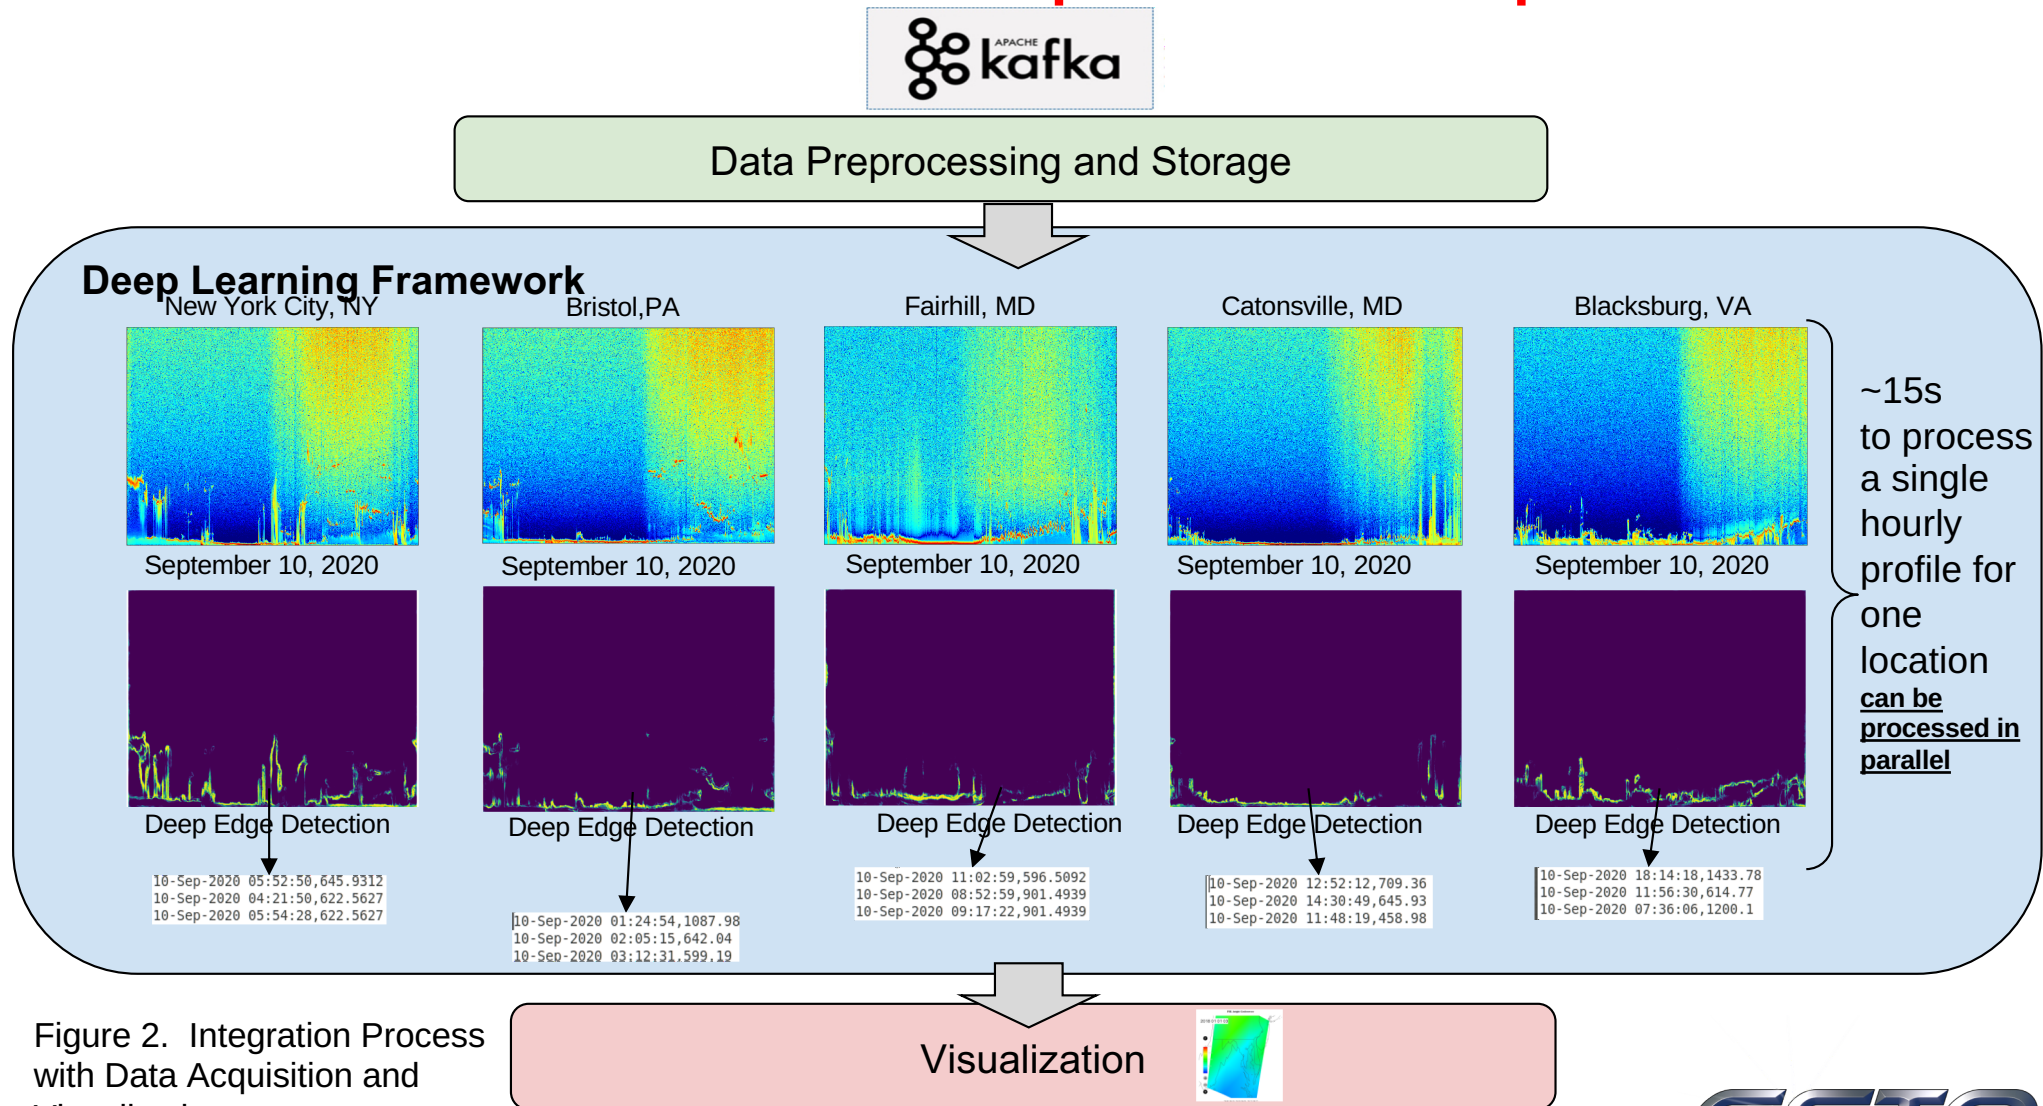 APACHE
kafka
Data Preprocessing and Storage
Deep Learning Framework
New York City, NY
Bristol,PA
Fairhill, MD
Catonsville, MD
Blacksburg, VA
September 10, 2020
September 10, 2020
September 10, 2020
September 10, 2020
September 10, 2020
Deep Edge Detection
Deep Edge Detection
Deep Edge Detection
Deep Edge Detection
Deep Edge Detection
10-Sep-2020 05:52:50,645.9312
10-Sep-2020 04:21:50,622.5627
10-Sep-2020 05:54:28,622.5627
10-Sep-2020 01:24:54,1087.98
10-Sep-2020 02:05:15,642.04
10-Sep-2020 03:12:31,599.19
10-Sep-2020 11:02:59,596.5092
10-Sep-2020 08:52:59,901.4939
10-Sep-2020 09:17:22,901.4939
10-Sep-2020 12:52:12,709.36
10-Sep-2020 14:30:49,645.93
10-Sep-2020 11:48:19,458.98
10-Sep-2020 18:14:18,1433.78
10-Sep-2020 11:56:30,614.77
10-Sep-2020 07:36:06,1200.1
~15s
to process
a single
hourly
profile for
one
location
can be
processed in
parallel
Figure 2. Integration Process
with Data Acquisition and
Visualization